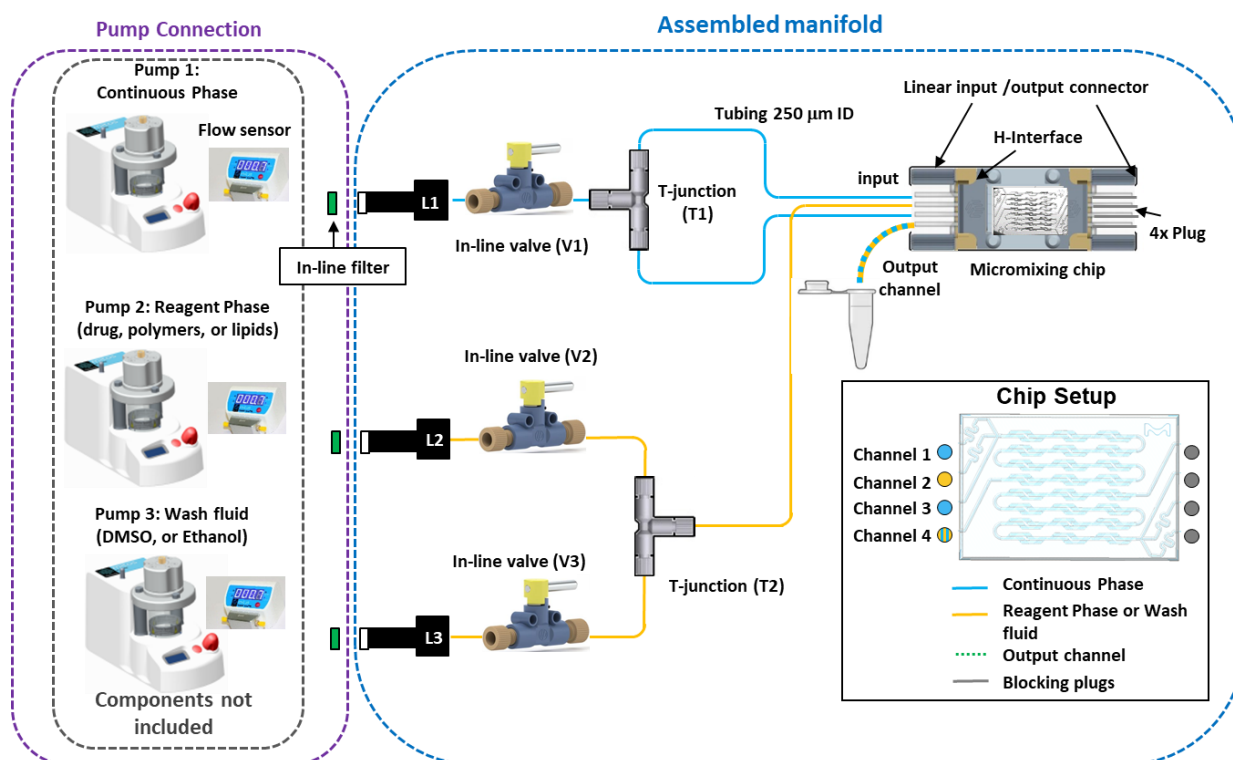 Pump Connection
Assembled manifold
Pump 1:
Continuous Phase
Flow sensor
In-line filter
L1
In-line valve (V1)
T-junction
(T1)
Tubing 250 µm ID
Linear input /output connector
H-Interface
input
4x Plug
Output
channel
Micromixing chip
Pump 2: Reagent Phase
(drug, polymers, or lipids)
L2
In-line valve (V2)
T-junction (T2)
Pump 3: Wash fluid
(DMSO, or Ethanol)
L3
In-line valve (V3)
Components not
included
Chip Setup
Channel 1
Channel 2
Channel 3
Channel 4
Continuous Phase
Reagent Phase or Wash
fluid
Output channel
Blocking plugs